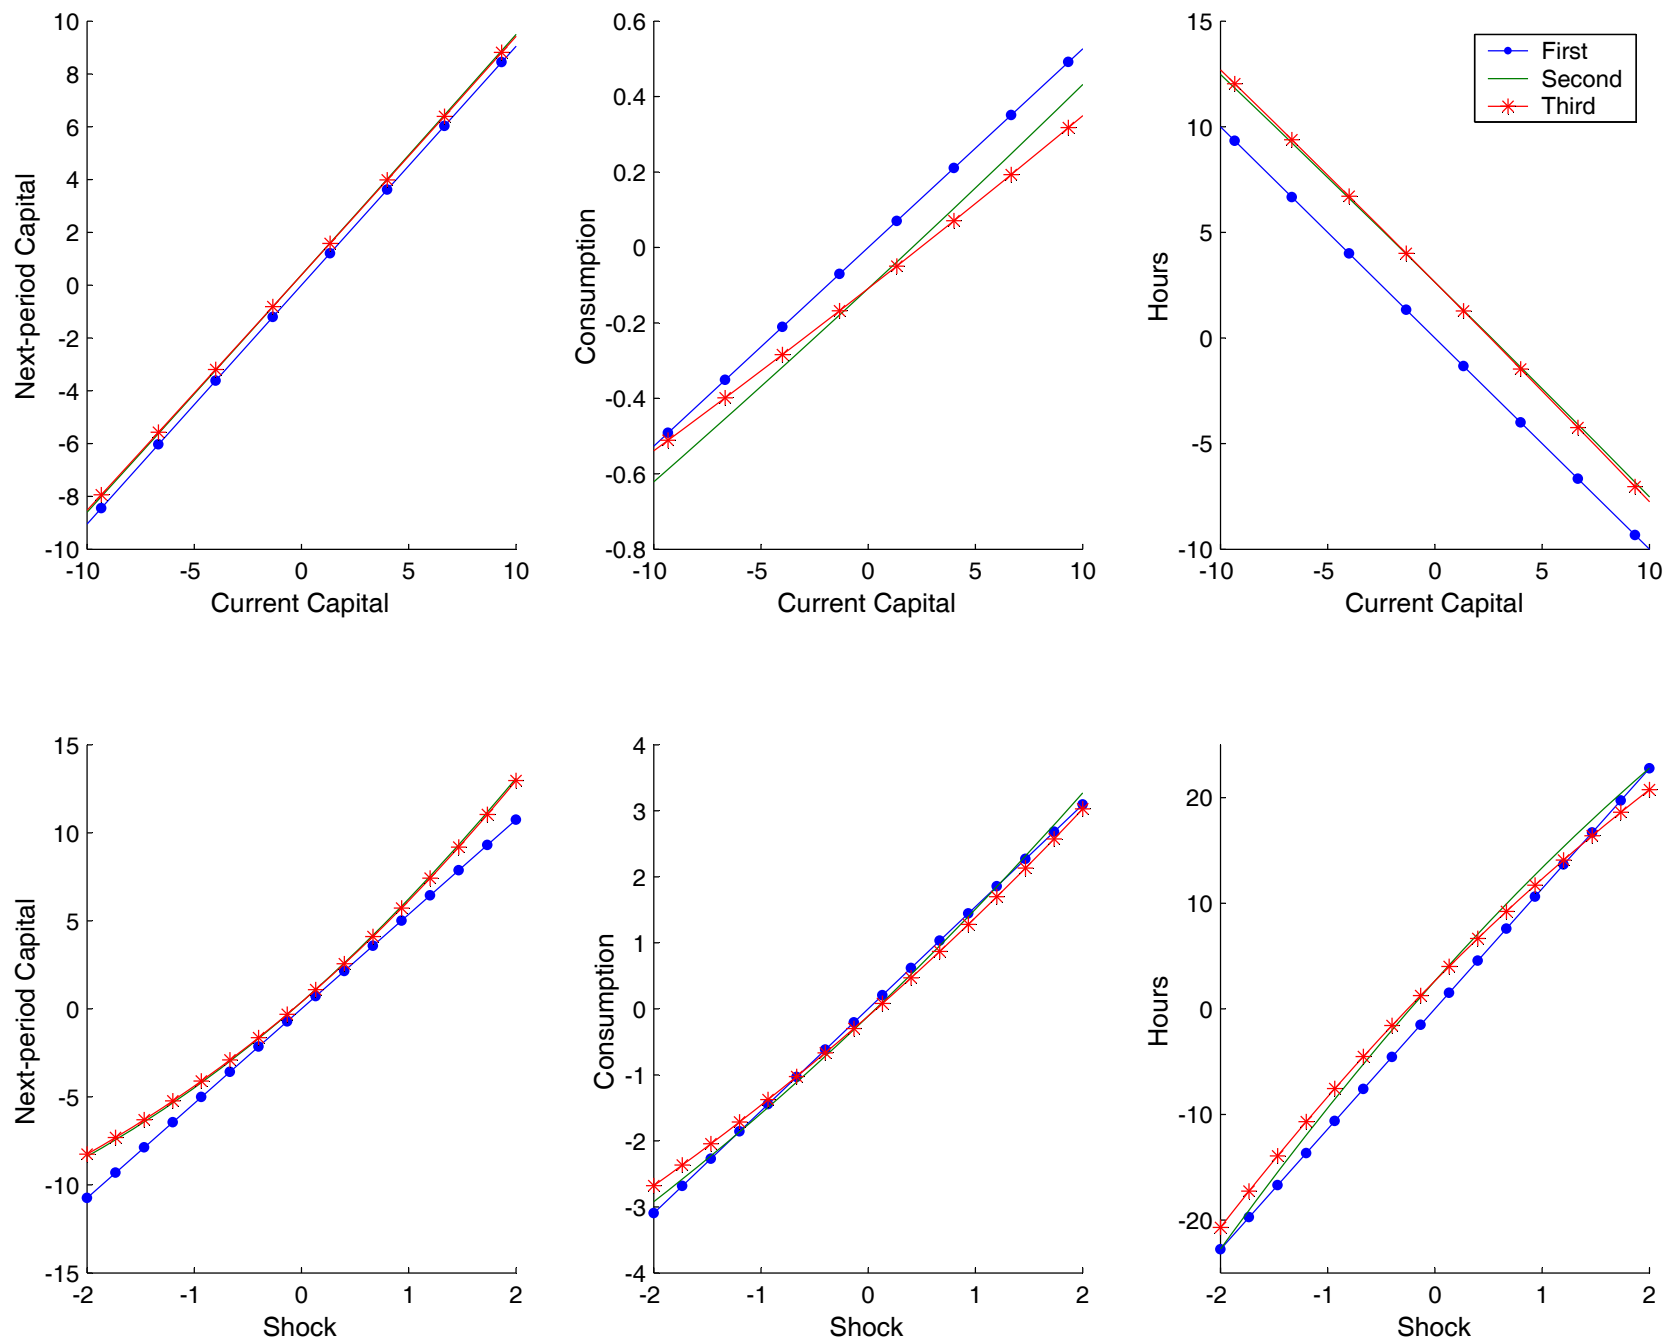 10
8
6
4
2
0
-2
-4
-6
-8
-10
-10 -5 0 5 10
Next-period Capital
Current Capital
0.6
0.4
0.2
0
-0.2
-0.4
-0.6
-0.8
-10 -5 0 5 10
Consumption
Current Capital
15
10
5
0
-5
-10
-10 -5 0 5 10
Hours
Current Capital
First
Second
Third
15
10
5
0
-5
-10
-15
-2 -1 0 1 2
Next-period Capital
Shock
4
3
2
1
0
-1
-2
-3
-4
-2 -1 0 1 2
Consumption
Shock
20
10
0
-10
-20
-2 -1 0 1 2
Hours
Shock